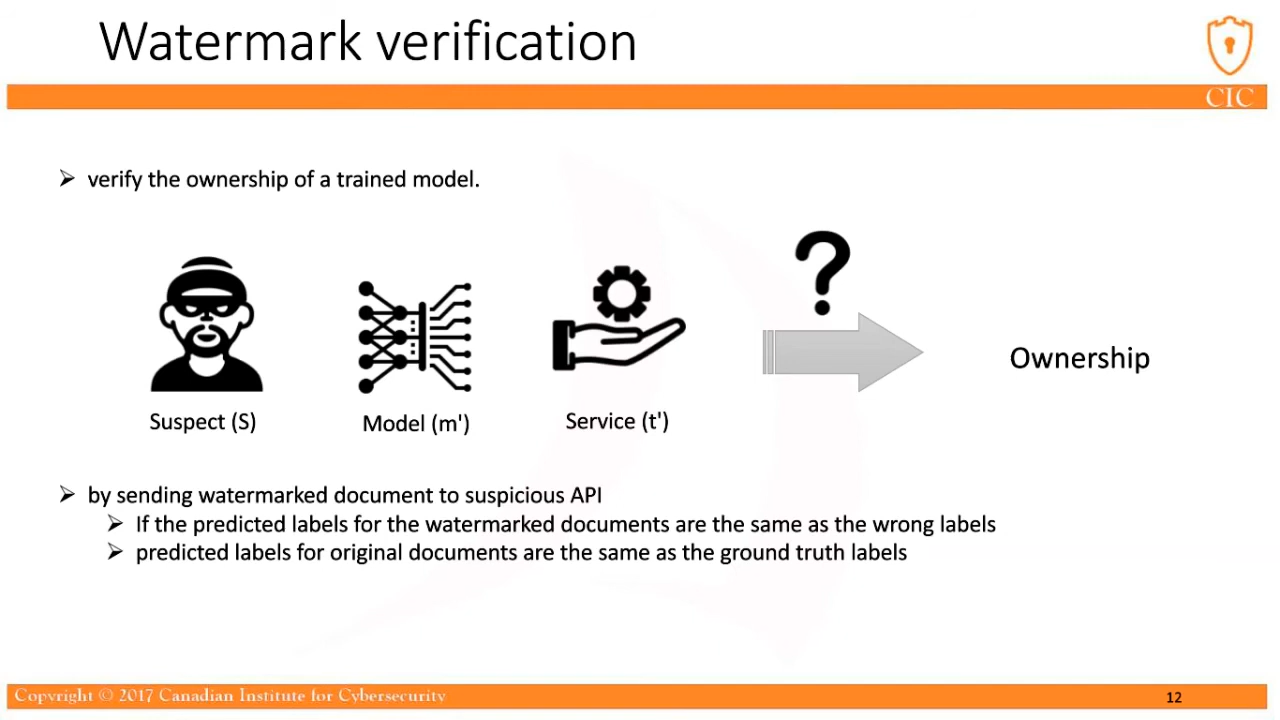 Watermark verification
CIC
➢ verify the ownership of a trained model.
?
Ownership
Suspect (S)
Model (m')
Service (t')
➢ by sending watermarked document to suspicious API
➢ If the predicted labels for the watermarked documents are the same as the wrong labels
➢ predicted labels for original documents are the same as the ground truth labels
Copyright © 2017 Canadian Institute for Cybersecurity
12